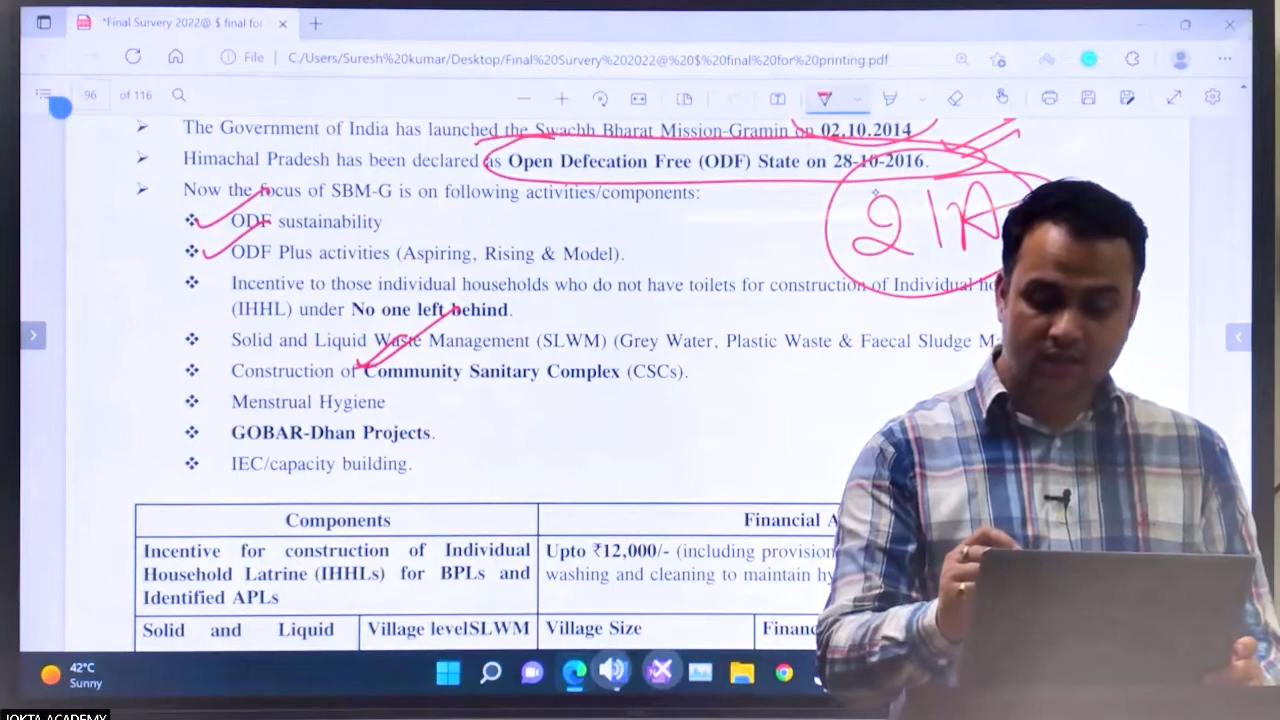 *Final Survery 2022@ $ final for
File
C:/Users/Suresh%20kumar/Desktop/Final%20Survery%202022@%20$%20final%20for%20printing.pdf
96 of 116
The Government of India has launched the Swachh Bharat Mission-Gramin on 02.10.2014
Himachal Pradesh has been declared as Open Defecation Free (ODF) State on 28-10-2016.
Now the focus of SBM-G is on following activities/components:
ODF sustainability
ODF Plus activities (Aspiring, Rising & Model).
Incentive to those individual households who do not have toilets for construction of Individual
(IHHL) under No one left behind.
Solid and Liquid Waste Management (SLWM) (Grey Water, Plastic Waste & Faecal Sludge
Construction of Community Sanitary Complex (CSCs).
Menstrual Hygiene
GOBAR-Dhan Projects.
IEC/capacity building.
Components Financial
Incentive for construction of Individual Household Latrine (IHHLs) for BPLs and Identified APLs
Upto ₹12,000/- (including provision
washing and cleaning to maintain
Solid and Liquid Village levelSLWM Village Size
42°C
Sunny
JOKTA ACADEMY